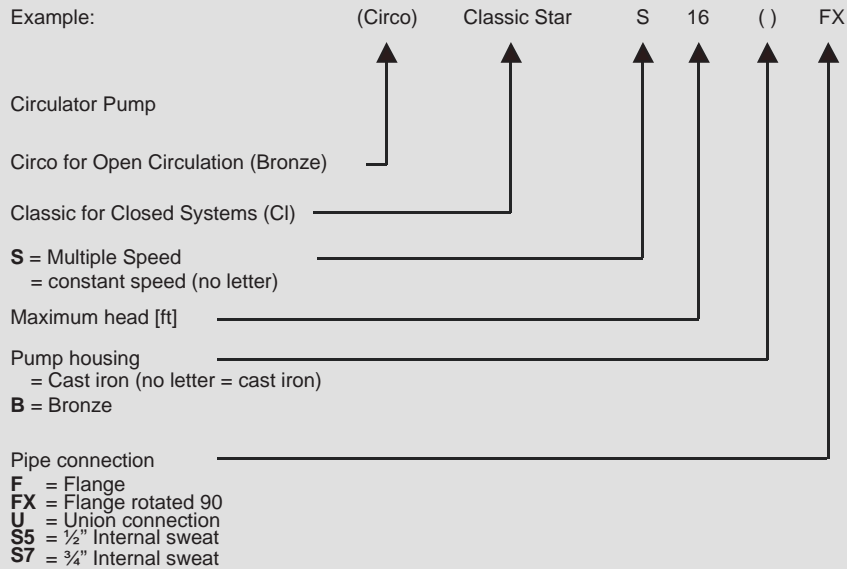 Example: (Circo) Classic Star S 16 ( ) FX
Circulator Pump
Circo for Open Circulation (Bronze)
Classic for Closed Systems (Cl)
S = Multiple Speed
= constant speed (no letter)
Maximum head [ft]
Pump housing
= Cast iron (no letter = cast iron)
B = Bronze
Pipe connection
F = Flange
FX = Flange rotated 90
U = Union connection
S5 = ½” Internal sweat
S7 = ¾” Internal sweat